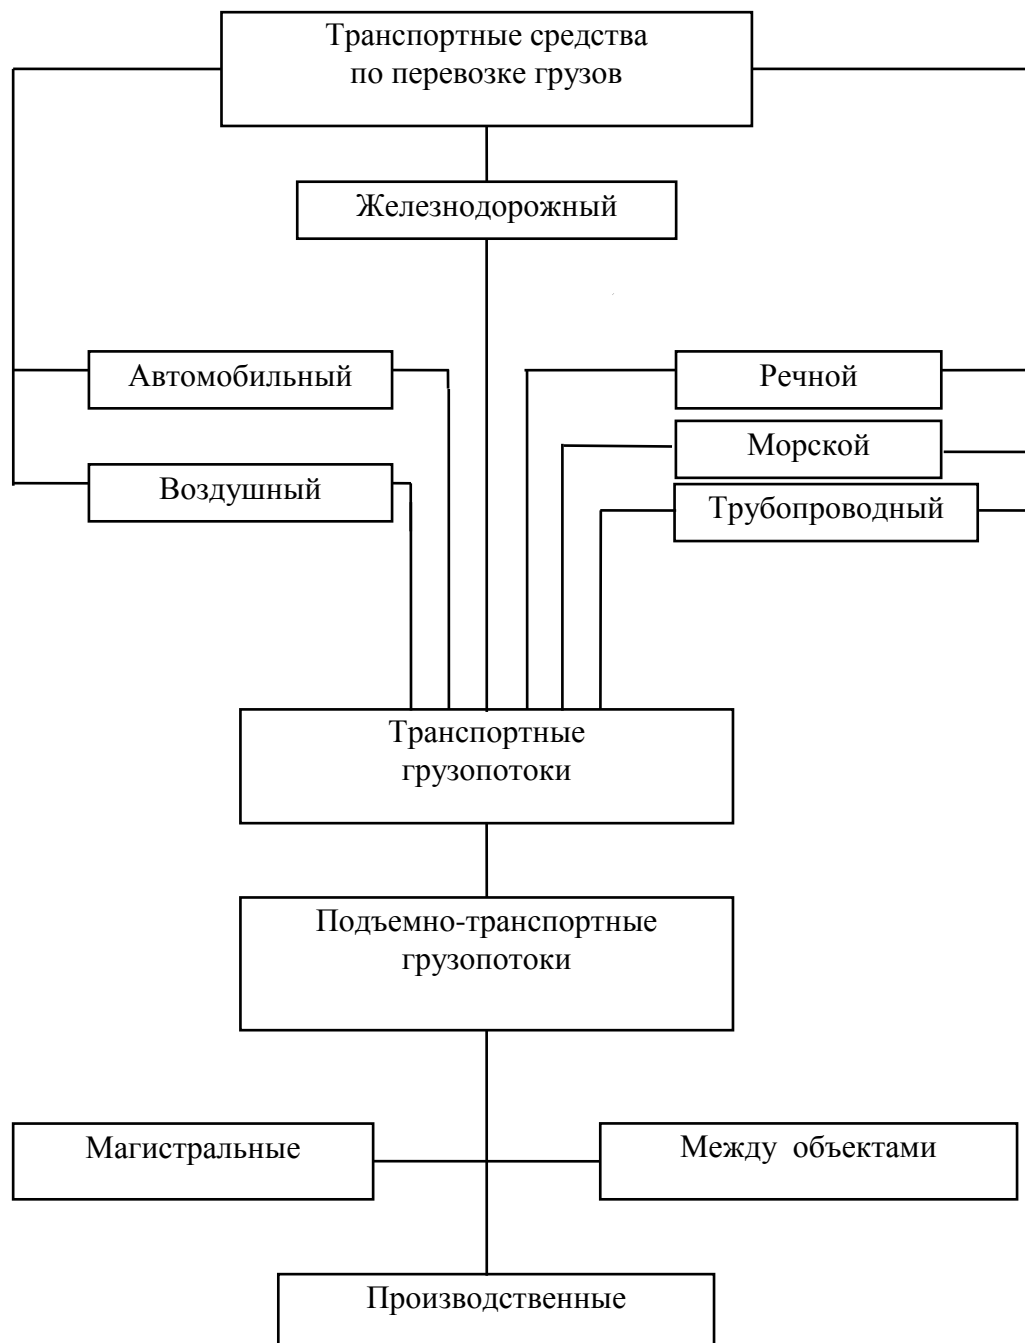 Транспортные средства
по перевозке грузов
Железнодорожный
Автомобильный
Речной
Морской
Воздушный
Трубопроводный
Транспортные
грузопотоки
Подъемно-транспортные
грузопотоки
Магистральные
Между объектами
Производственные